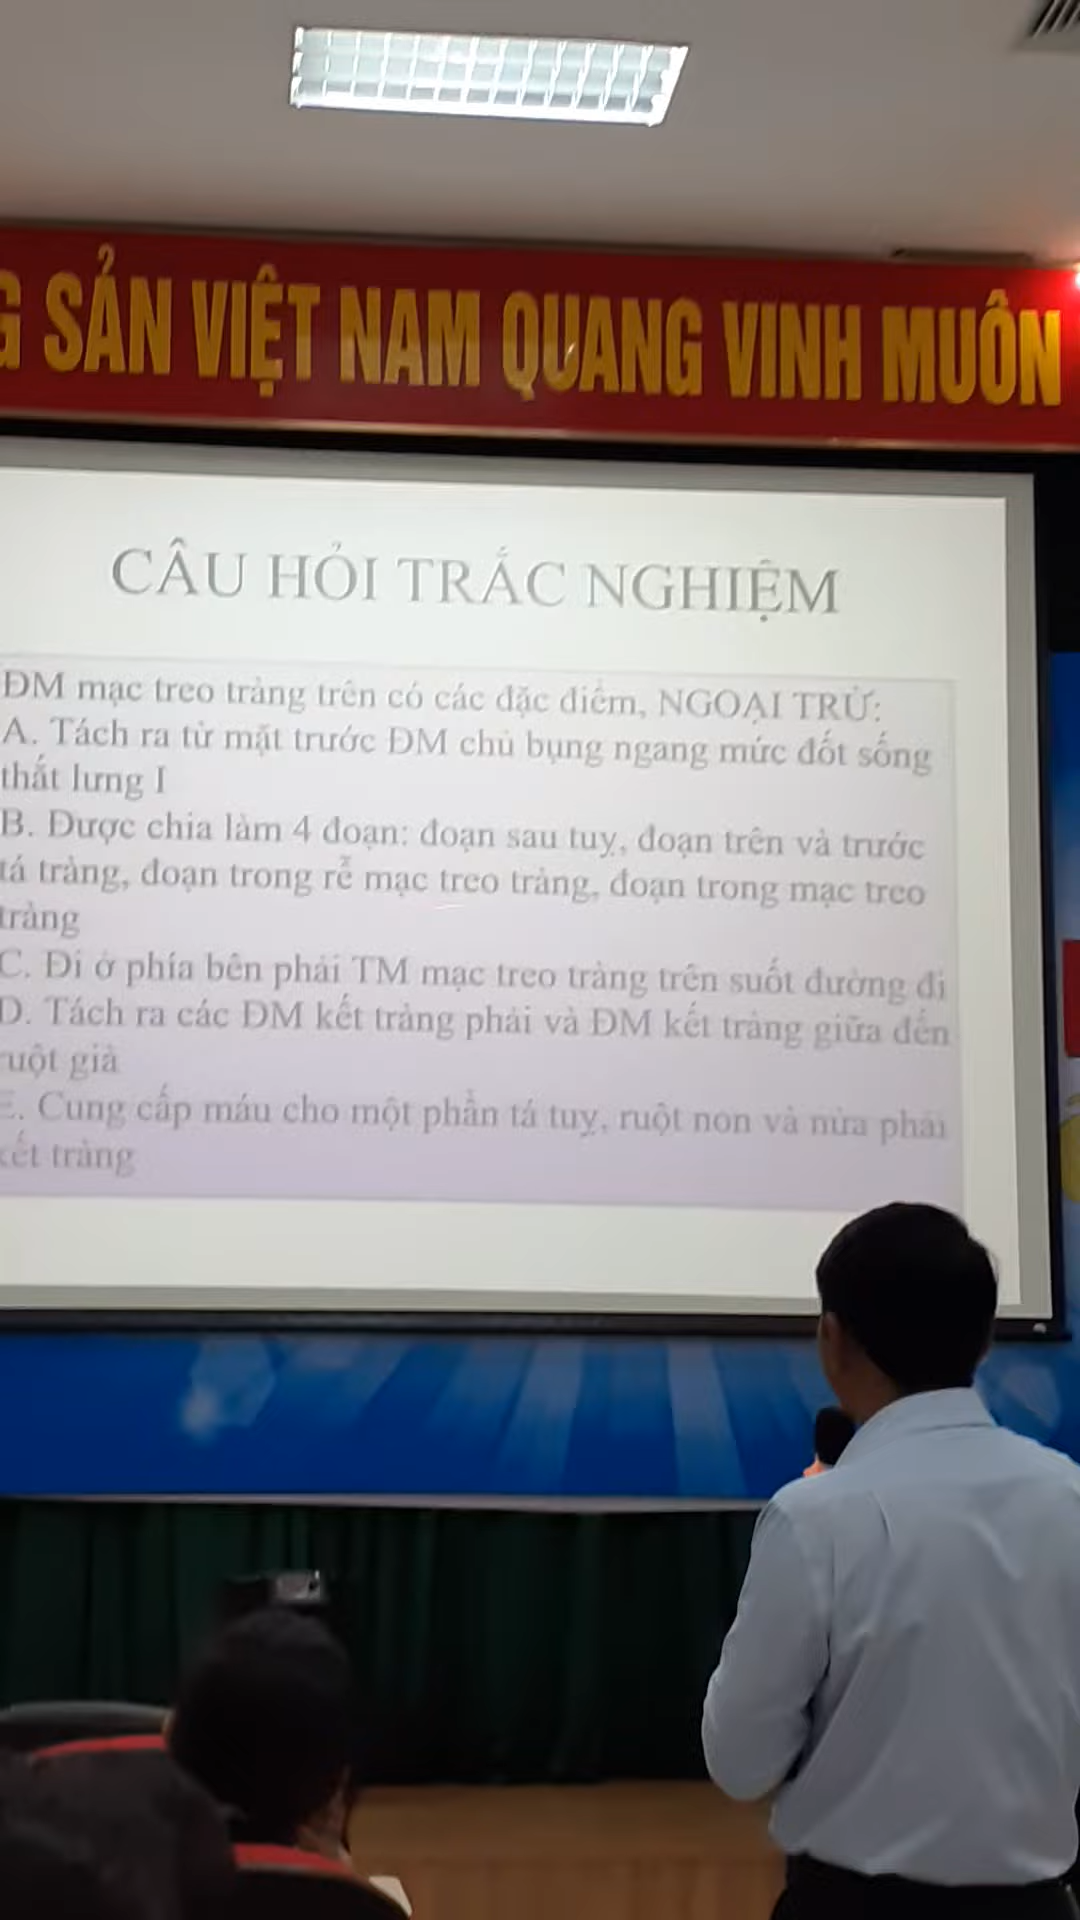 SẢN VIỆT NAM QUANG VINH MUÔN
CÂU HỎI TRẮC NGHIỆM
ĐM mạc treo tràng trên có các đặc điểm, NGOẠI TRỪ:
A. Tách ra từ mặt trước ĐM chủ bụng ngang mức đốt sống
thắt lưng I
B. Được chia làm 4 đoạn: đoạn sau tuỵ, đoạn trên và trước
tá tràng, đoạn trong rễ mạc treo tràng, đoạn trong mạc treo
tràng
C. Đi ở phía bên phải TM mạc treo tràng trên suốt đường đi
D. Tách ra các ĐM kết tràng phải và ĐM kết tràng giữa đến
ruột già
E. Cung cấp máu cho một phần tá tuỵ, ruột non và nửa phải
kết tràng